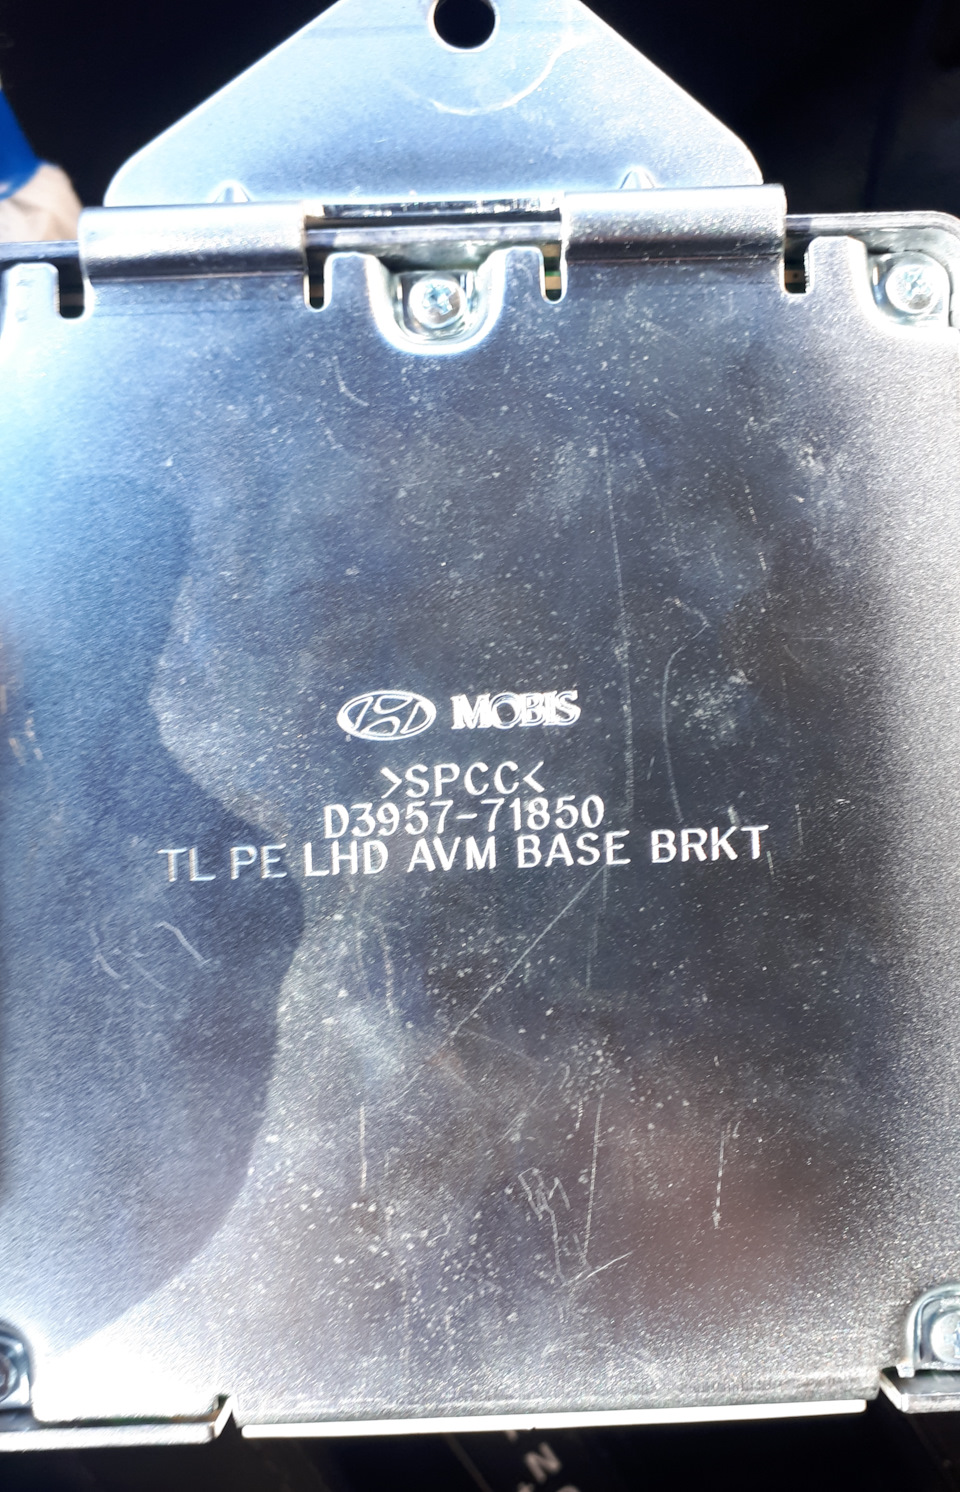 MOBIS
>SPCC<
D3957-71850
TL PE LHD AVM BASE BRKT